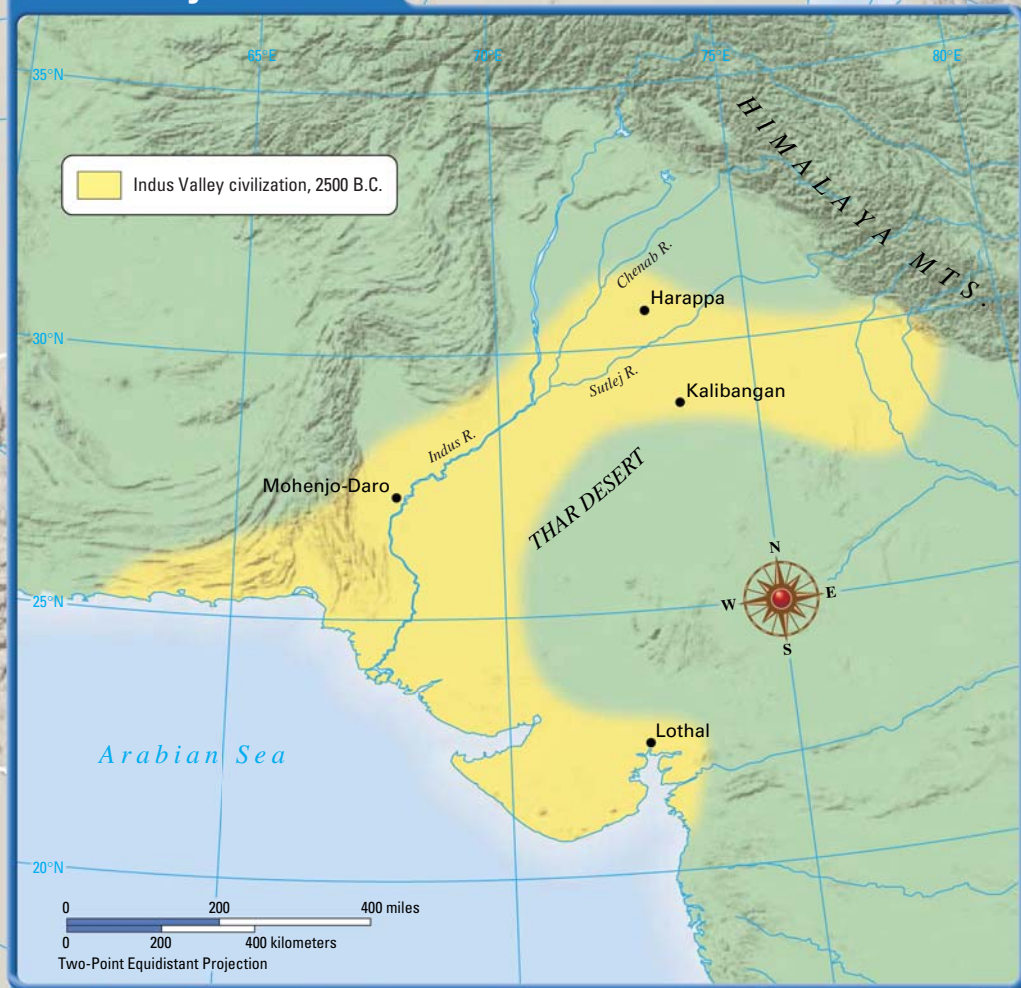 65°E
70°E
75°E
80°E
35°N
HIMALAYA MTS.
Indus Valley civilization, 2500 B.C.
Chenab R.
Harappa
30°N
Sutlej R.
Kalibangan
Indus R.
THAR DESERT
Mohenjo-Daro
N
W E
S
25°N
Lothal
Arabian Sea
20°N
0 200 400 miles
0 200 400 kilometers
Two-Point Equidistant Projection